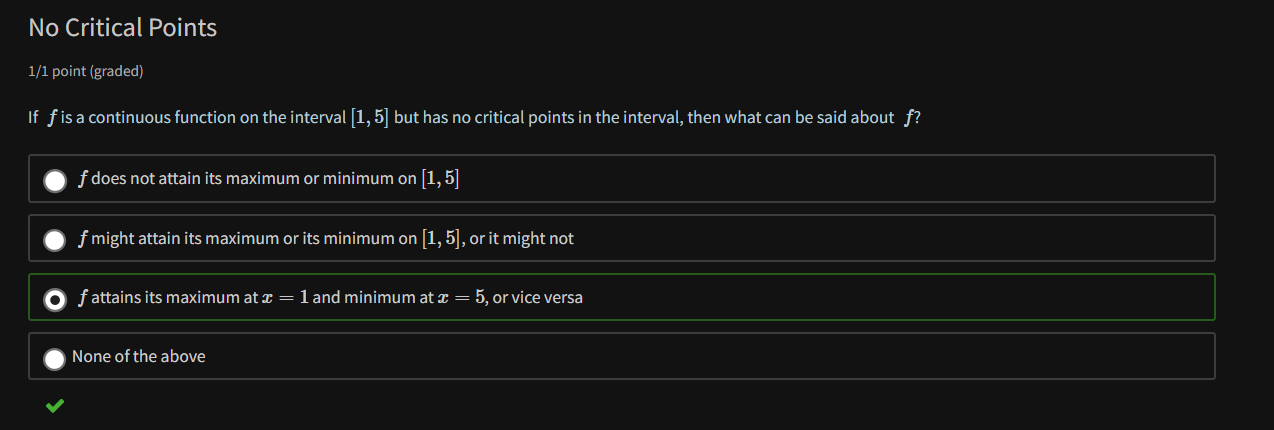 No Critical Points
1/1 point (graded)
If f is a continuous function on the interval [1, 5] but has no critical points in the interval, then what can be said about f?
f does not attain its maximum or minimum on [1, 5]
f might attain its maximum or its minimum on [1, 5], or it might not
f attains its maximum at x = 1 and minimum at x = 5, or vice versa
None of the above